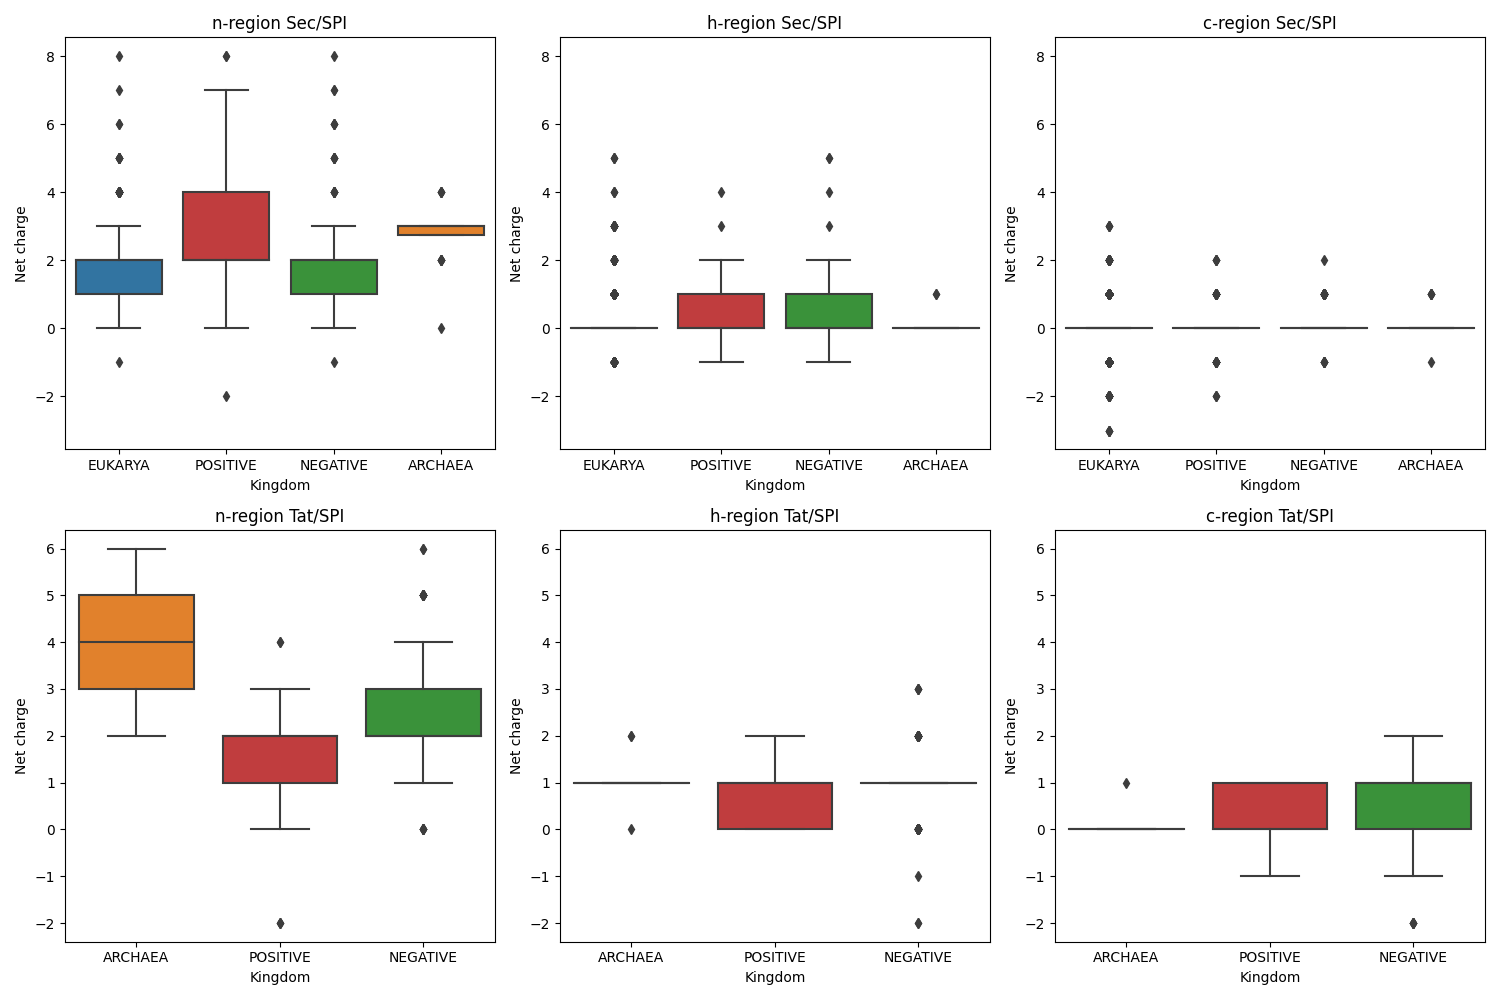 n-region Sec/SPI
Net charge
8
6
4
2
0
−2
EUKARYA POSITIVE NEGATIVE ARCHAEA
Kingdom
h-region Sec/SPI
Net charge
8
6
4
2
0
−2
EUKARYA POSITIVE NEGATIVE ARCHAEA
Kingdom
c-region Sec/SPI
Net charge
8
6
4
2
0
−2
EUKARYA POSITIVE NEGATIVE ARCHAEA
Kingdom
n-region Tat/SPI
Net charge
6
5
4
3
2
1
0
−1
−2
ARCHAEA POSITIVE NEGATIVE
Kingdom
h-region Tat/SPI
Net charge
6
5
4
3
2
1
0
−1
−2
ARCHAEA POSITIVE NEGATIVE
Kingdom
c-region Tat/SPI
Net charge
6
5
4
3
2
1
0
−1
−2
ARCHAEA POSITIVE NEGATIVE
Kingdom